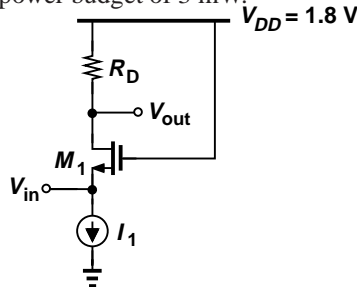 power budget of 3 mW.
V_DD = 1.8 V
R_D
V_out
M_1
V_in
I_1